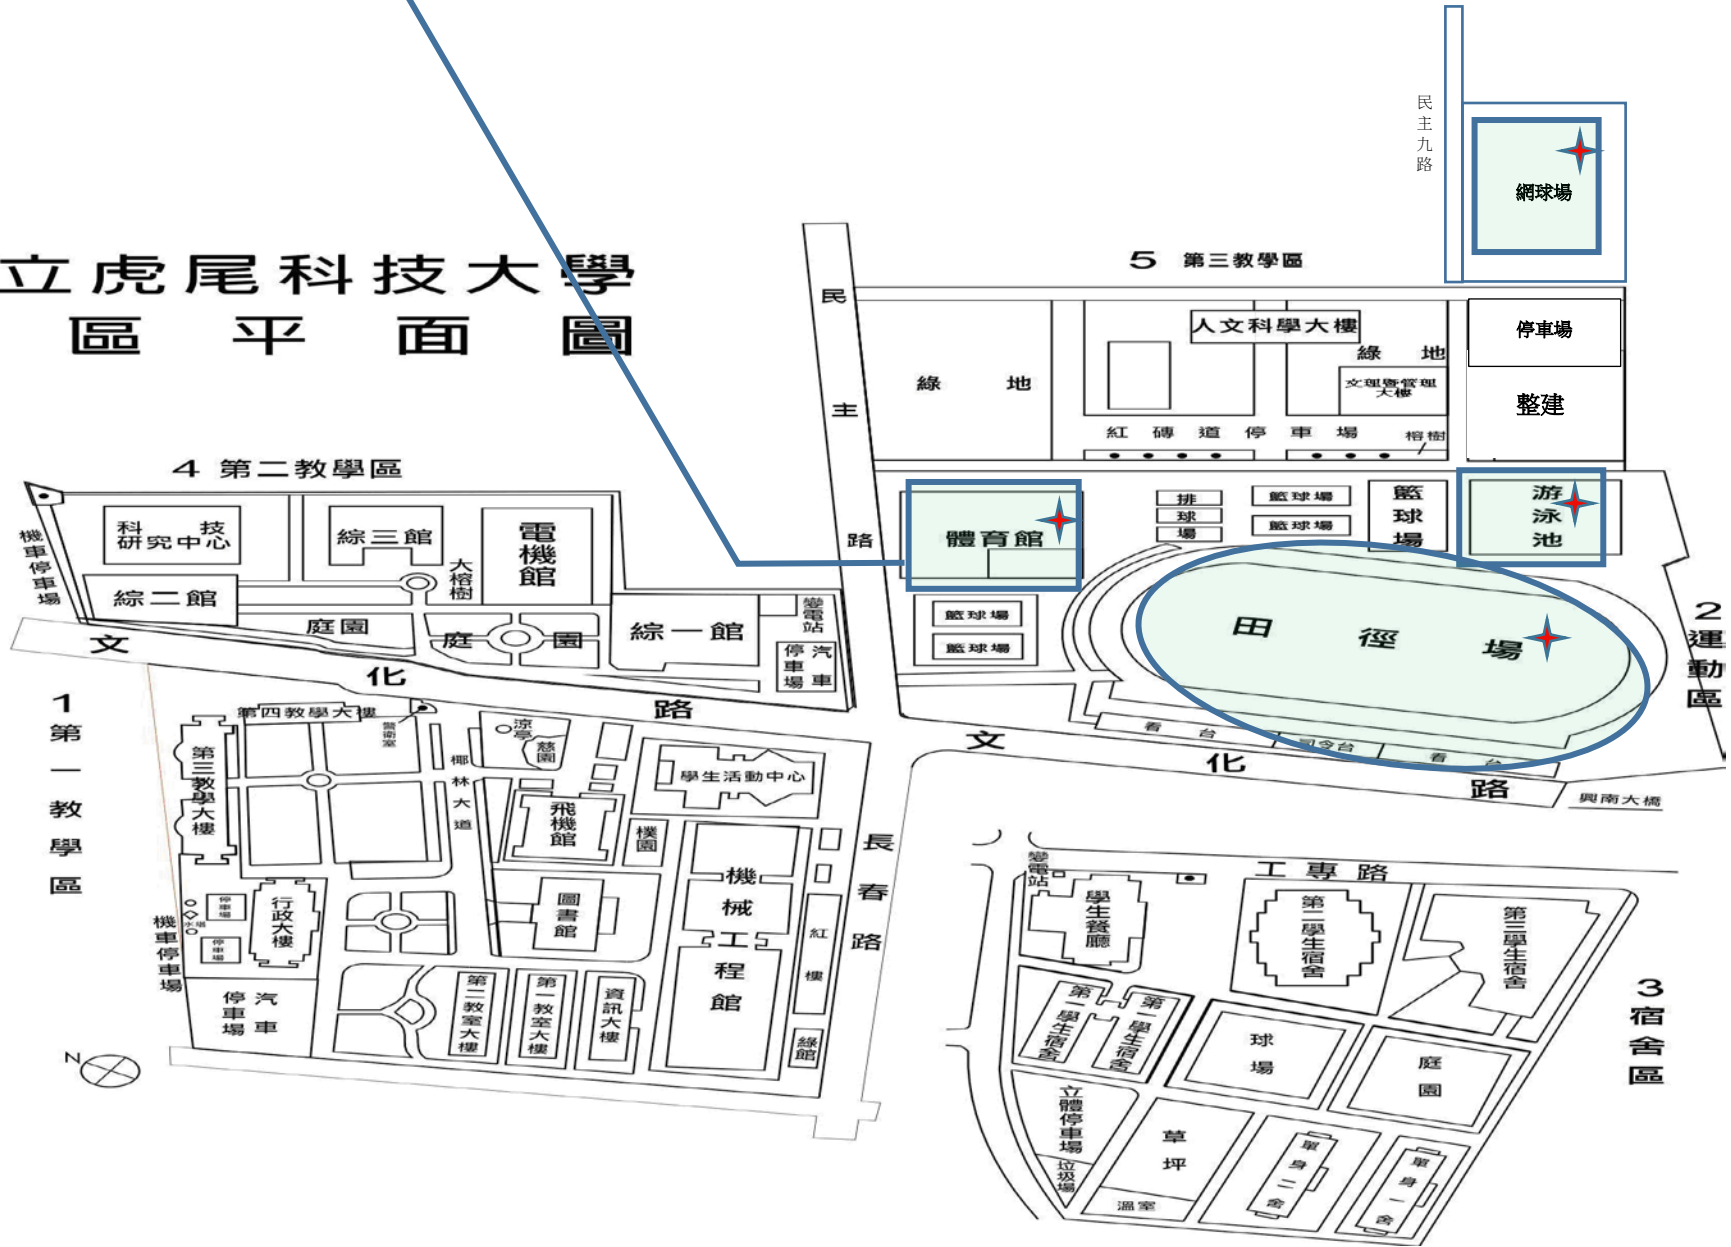 民主九路
網球場
立虎尾科技大學
區平面圖
5 第三教學區
民主路
人文科學大樓
停車場
綠地
綠地
文理暨管理大樓
整建
紅磚道停車場
榕樹
4 第二教學區
科技研究中心
綜三館
電機館
機車停車場
大榕樹
綜二館
庭園
庭園
綜一館
變電站
汽車停車場
體育館
排球場
籃球場
籃球場
籃球場
游泳池
籃球場
籃球場
田徑場
2 運動區
看台
司令台
看台
文化路
文化路
興南大橋
1 第一教學區
第四教學大樓
警衛室
涼亭
慈園
第三教學大樓
椰林大道
學生活動中心
飛機館
樸園
長春路
機械工程館
行政大樓
停車場
水塔
停車場
圖書館
紅樓
機車停車場
汽車停車場
第二教室大樓
第一教室大樓
資訊大樓
綠館
N
變電站
工專路
學生餐廳
第二學生宿舍
第三學生宿舍
3 宿舍區
第一學生宿舍
第一學生宿舍
球場
庭園
立體停車場
垃圾場
草坪
溫室
單身二舍
單身一舍